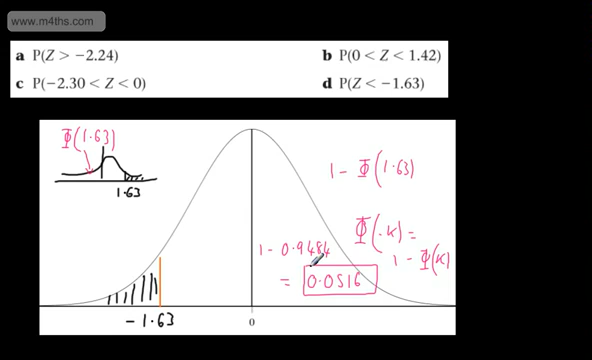 www.m4ths.com
a P(Z > −2.24)
b P(0 < Z < 1.42)
c P(−2.30 < Z < 0)
d P(Z < −1.63)
Φ(1.63)
1.63
1 − Φ(1.63)
Φ(-K) =
1 − Φ(K)
1 − 0.9484
= 0.0516
− 1.63
0